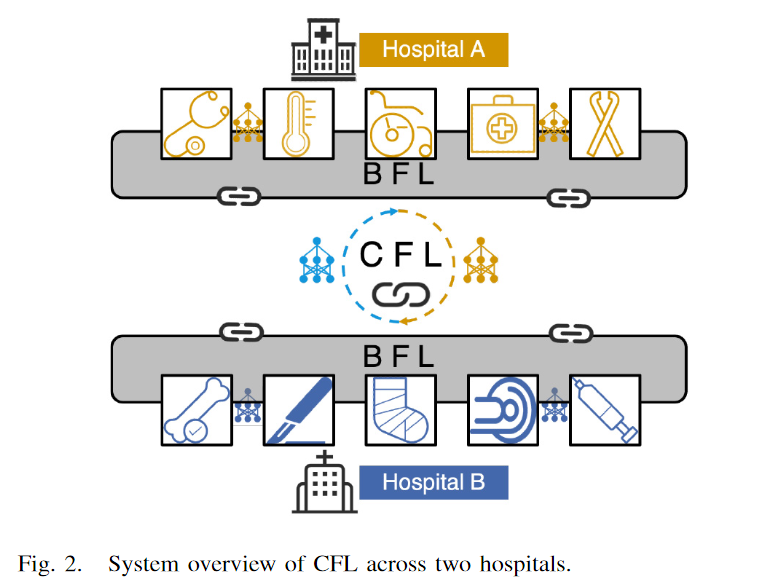 Hospital A
B F L
C F L
B F L
Hospital B
Fig. 2. System overview of CFL across two hospitals.